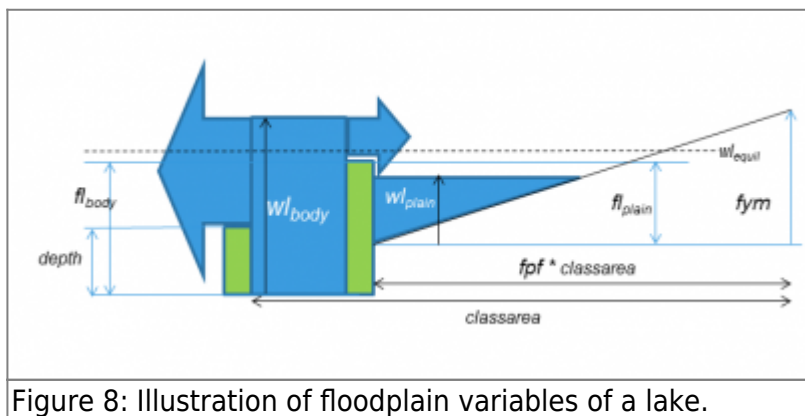 wl_equil
fl_body
wl_body
wl_plain
fl_plain
fym
depth
fpf * classarea
classarea
Figure 8: Illustration of floodplain variables of a lake.